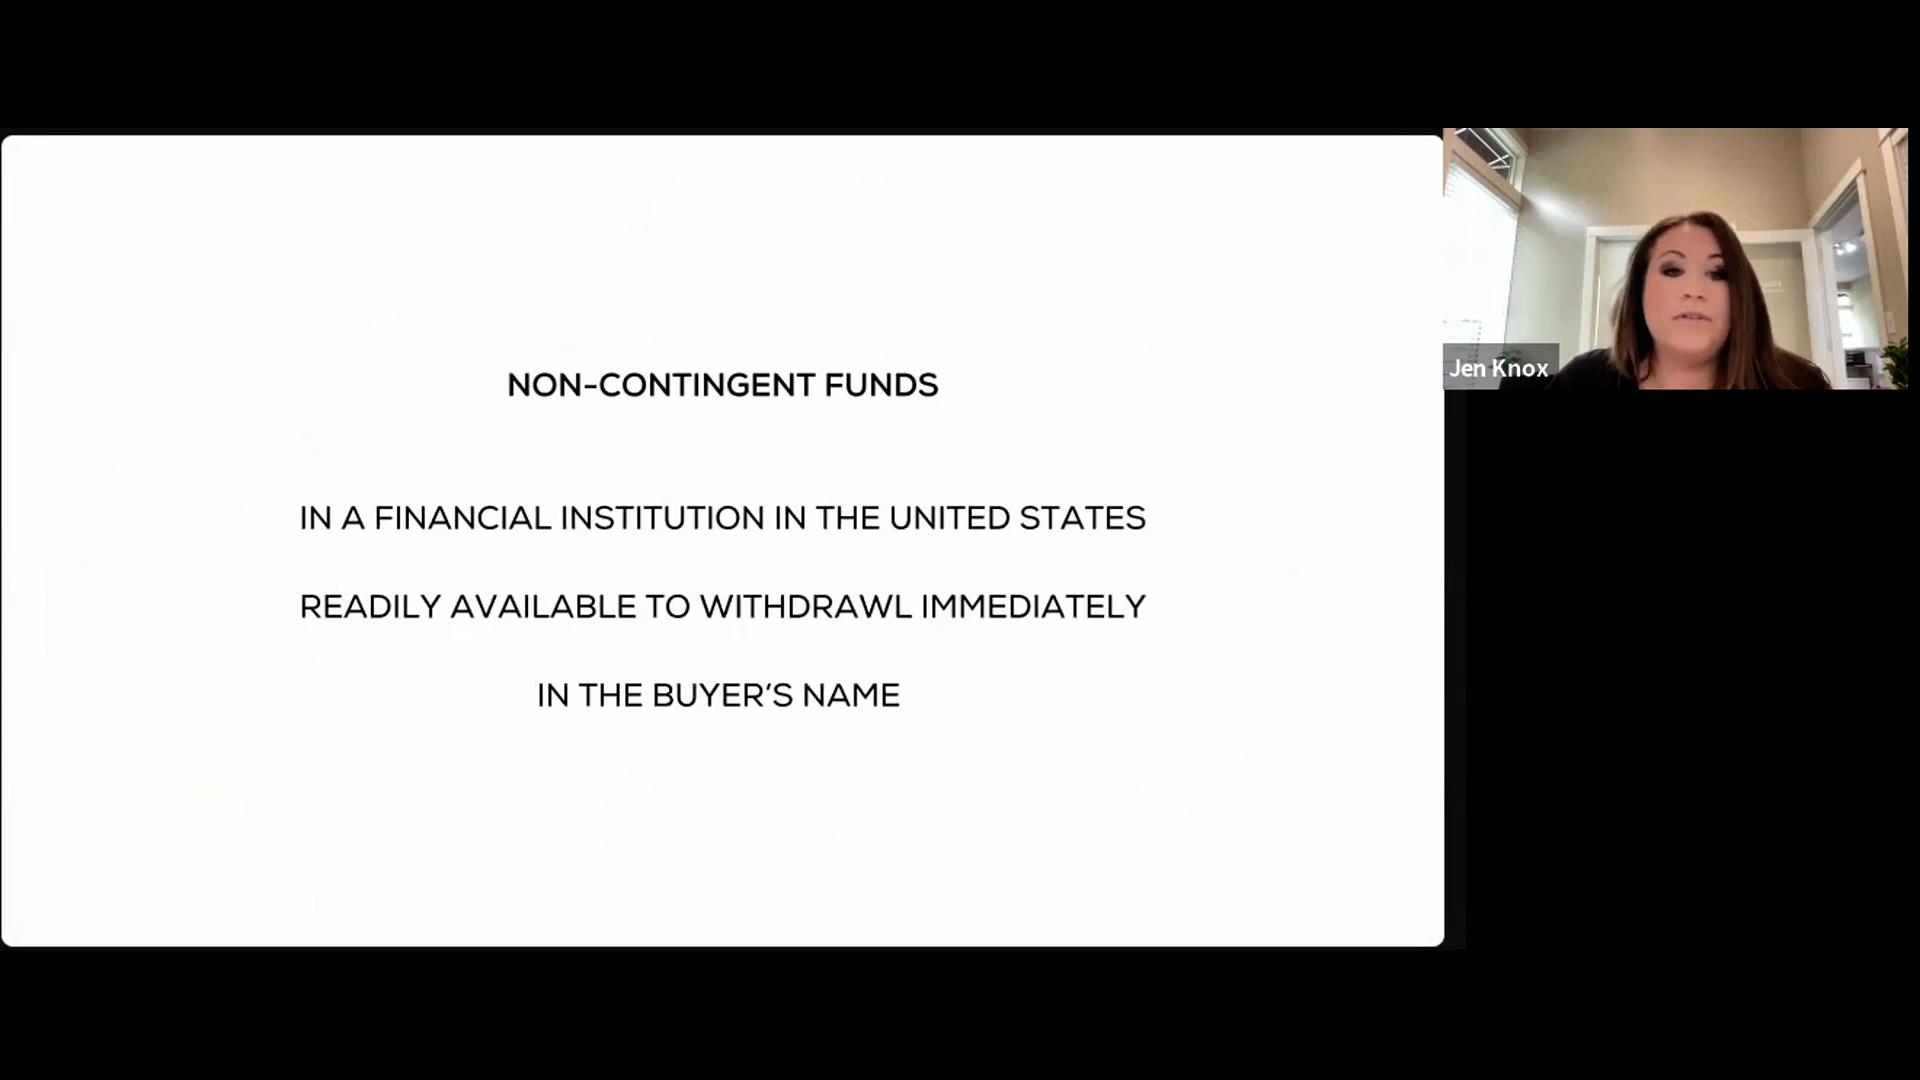 NON-CONTINGENT FUNDS
IN A FINANCIAL INSTITUTION IN THE UNITED STATES
READILY AVAILABLE TO WITHDRAWL IMMEDIATELY
IN THE BUYER’S NAME
Jen Knox